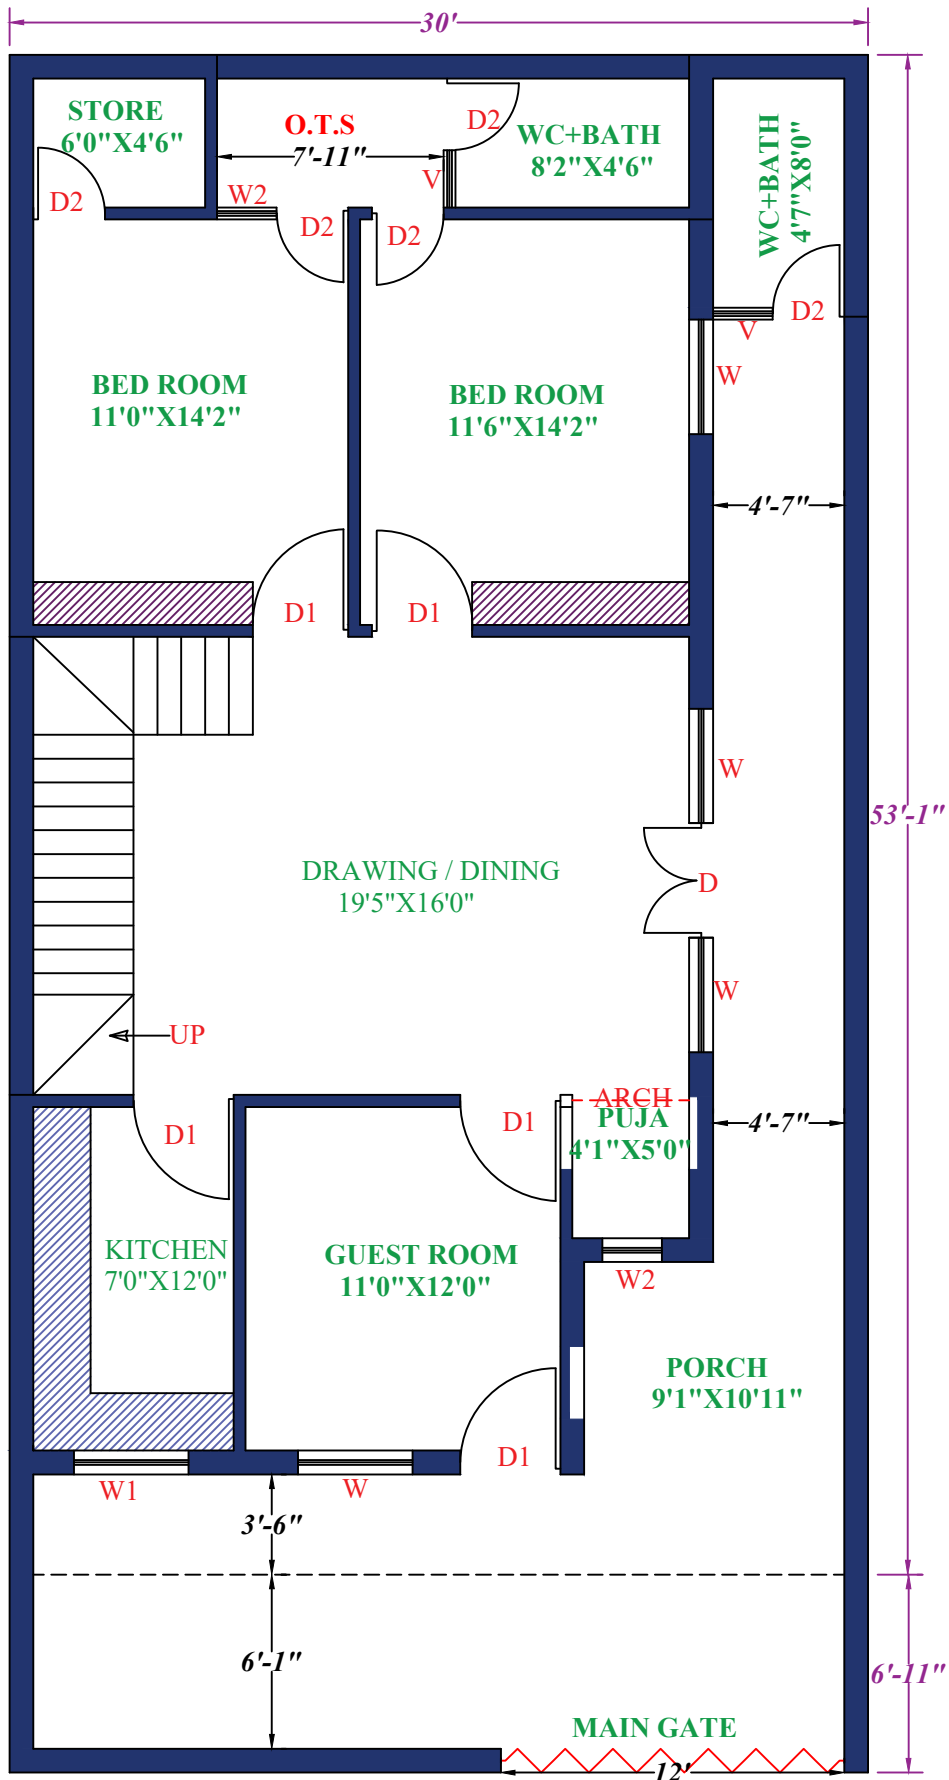 30'
STORE
6'0"X4'6"
O.T.S
7'-11"
D2
WC+BATH
8'2"X4'6"
WC+BATH
4'7"X8'0"
V
D2
W2
D2
D2
D2
V
W
BED ROOM
11'0"X14'2"
BED ROOM
11'6"X14'2"
4'-7"
D1
D1
W
53'-1"
DRAWING / DINING
19'5"X16'0"
D
W
UP
ARCH
PUJA
4'1"X5'0"
D1
D1
4'-7"
KITCHEN
7'0"X12'0"
GUEST ROOM
11'0"X12'0"
W2
PORCH
9'1"X10'11"
D1
W1
W
3'-6"
6'-1"
6'-11"
MAIN GATE
12'